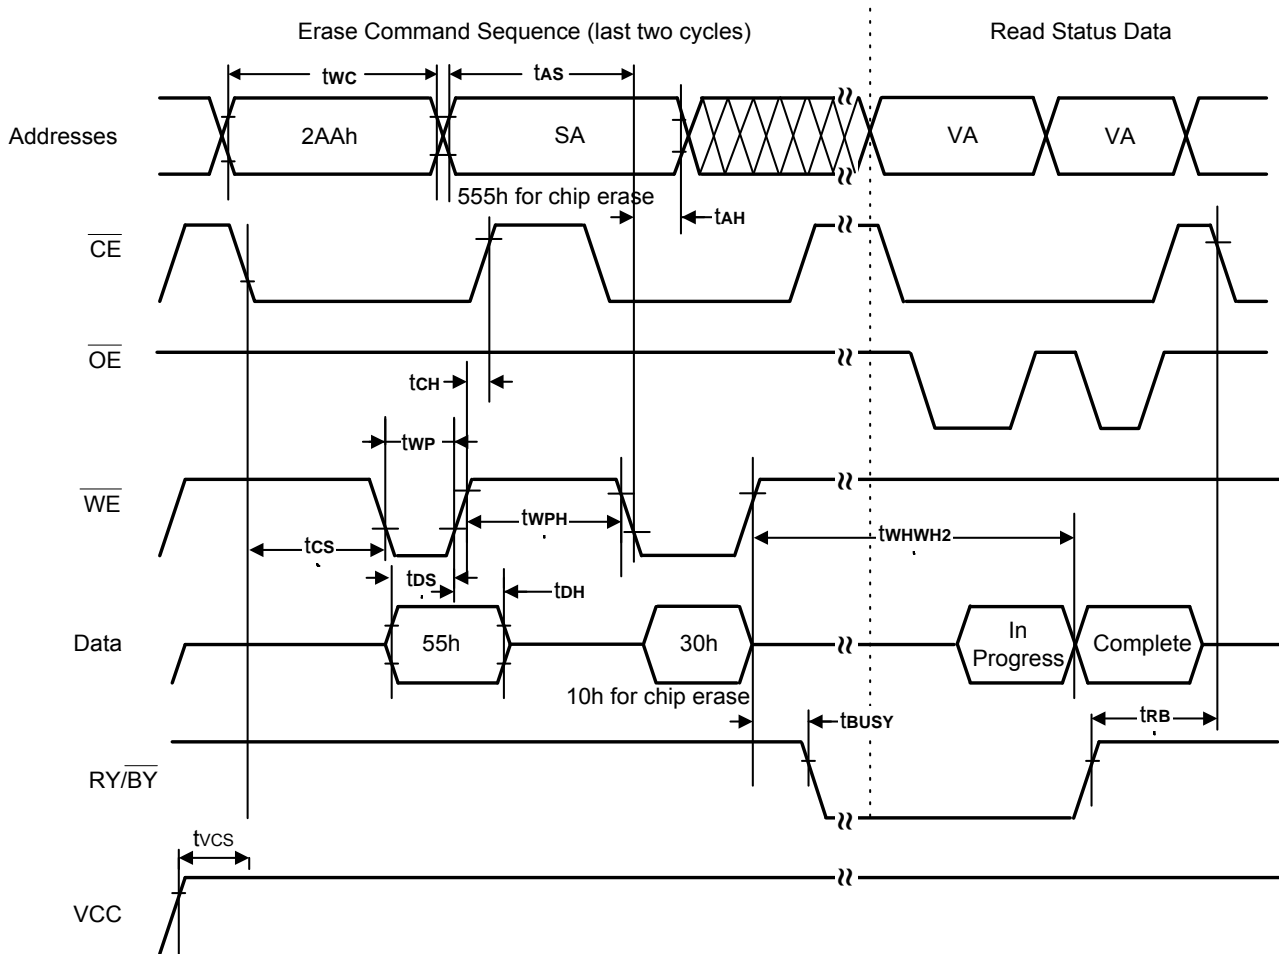 Erase Command Sequence (last two cycles)
Read Status Data
tWC
tAS
Addresses
2AAh
SA
VA
VA
555h for chip erase
tAH
CE
OE
tCH
tWP
WE
tWPH
tCS
tWHWH2
tDS
tDH
Data
55h
30h
In
Progress
Complete
10h for chip erase
tBUSY
tRB
RY/BY
tVCS
VCC